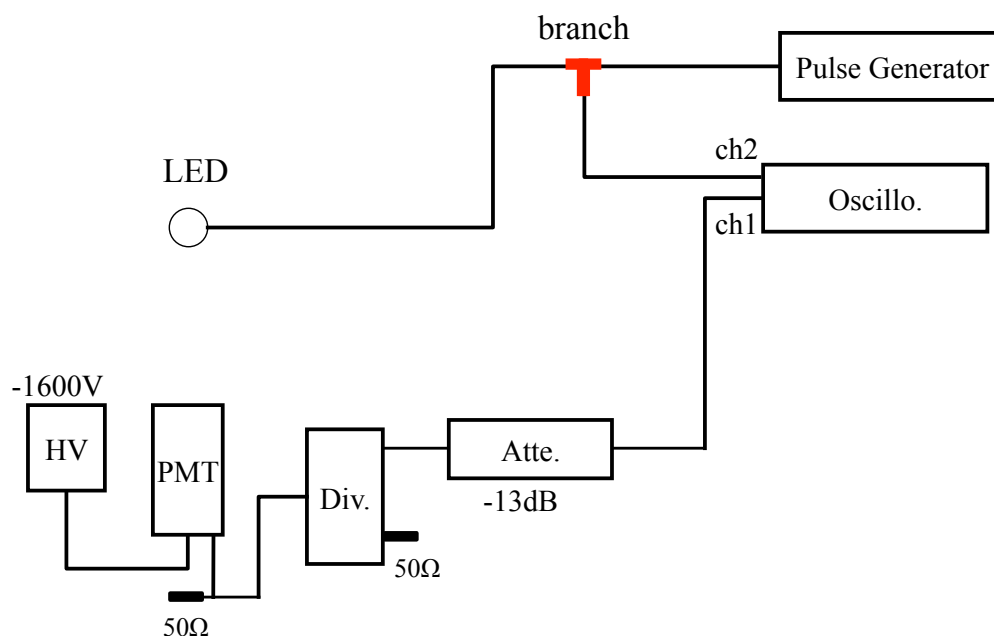 branch
Pulse Generator
ch2
LED
Oscillo.
ch1
-1600V
HV
PMT
Atte.
Div.
-13dB
50Ω
50Ω